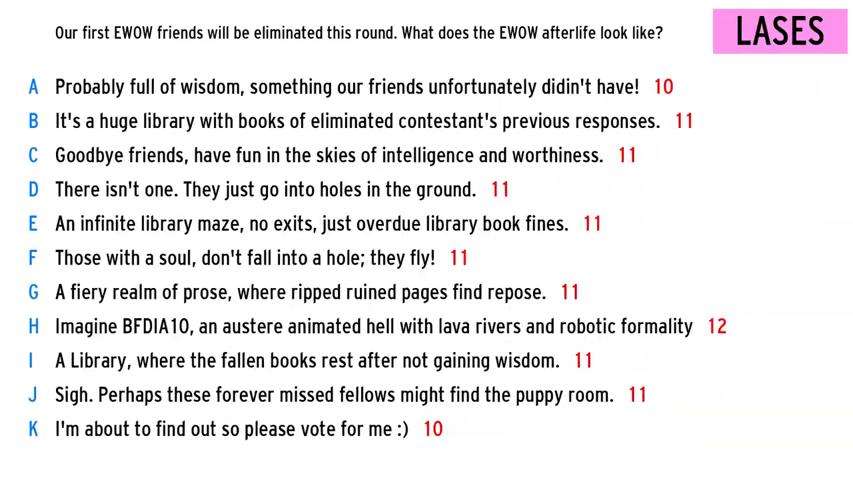 Our first EWOW friends will be eliminated this round. What does the EWOW afterlife look like?
LASES
A Probably full of wisdom, something our friends unfortunately didin't have! 10
B It's a huge library with books of eliminated contestant's previous responses. 11
C Goodbye friends, have fun in the skies of intelligence and worthiness. 11
D There isn't one. They just go into holes in the ground. 11
E An infinite library maze, no exits, just overdue library book fines. 11
F Those with a soul, don't fall into a hole; they fly! 11
G A fiery realm of prose, where ripped ruined pages find repose. 11
H Imagine BFDIA10, an austere animated hell with lava rivers and robotic formality 12
I A Library, where the fallen books rest after not gaining wisdom. 11
J Sigh. Perhaps these forever missed fellows might find the puppy room. 11
K I'm about to find out so please vote for me :) 10